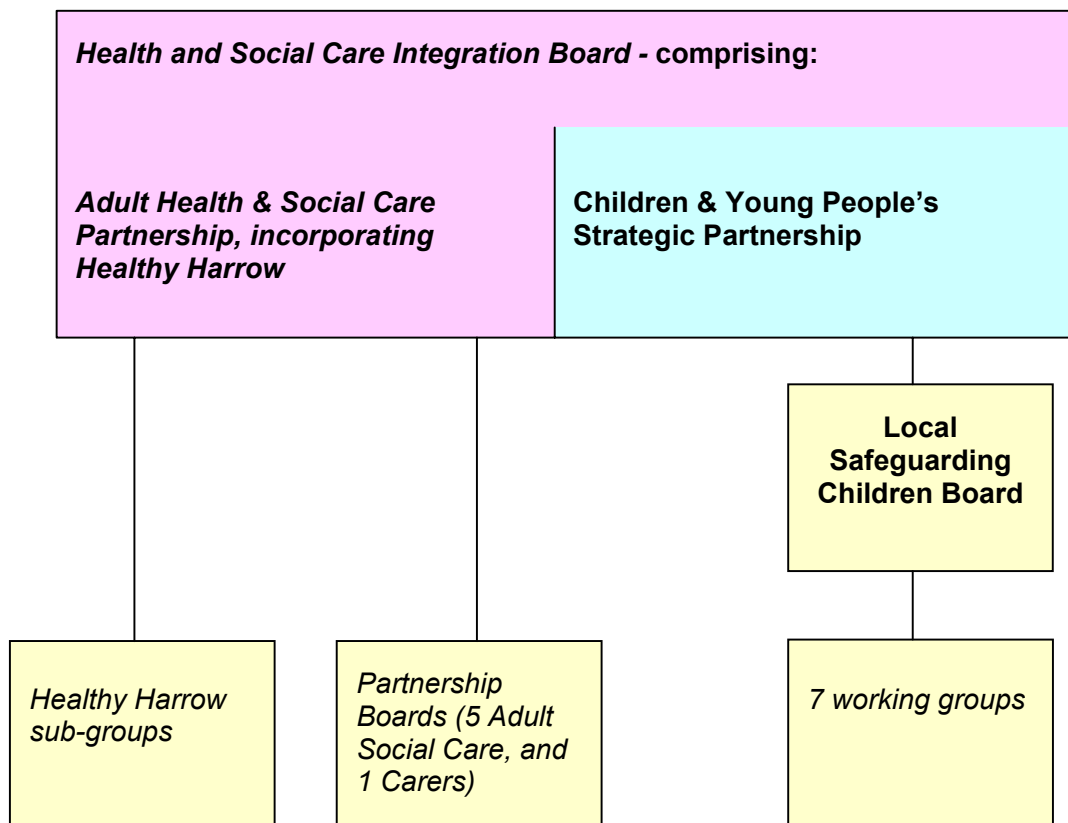 Health and Social Care Integration Board - comprising:
Adult Health & Social Care
Partnership, incorporating
Healthy Harrow
Children & Young People’s
Strategic Partnership
Local
Safeguarding
Children Board
Healthy Harrow
sub-groups
Partnership
Boards (5 Adult
Social Care, and
1 Carers)
7 working groups